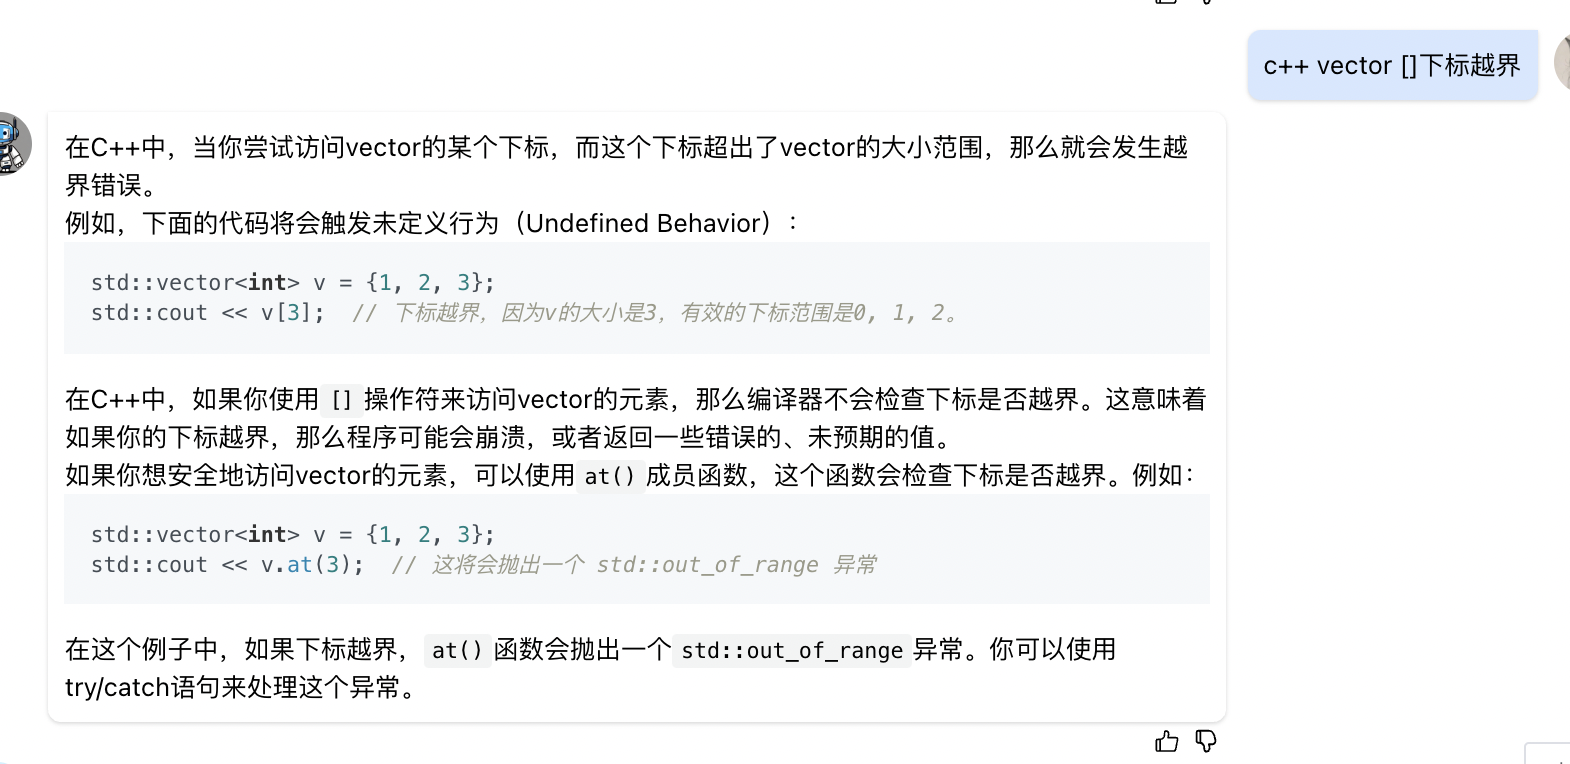 c++ vector []下标越界
在C++中，当你尝试访问vector的某个下标，而这个下标超出了vector的大小范围，那么就会发生越
界错误。
例如，下面的代码将会触发未定义行为（Undefined Behavior）：
std::vector<int> v = {1, 2, 3};
std::cout << v[3];  // 下标越界，因为v的大小是3，有效的下标范围是0, 1, 2。
在C++中，如果你使用 [] 操作符来访问vector的元素，那么编译器不会检查下标是否越界。这意味着
如果你的下标越界，那么程序可能会崩溃，或者返回一些错误的、未预期的值。
如果你想安全地访问vector的元素，可以使用 at() 成员函数，这个函数会检查下标是否越界。例如：
std::vector<int> v = {1, 2, 3};
std::cout << v.at(3);  // 这将会抛出一个 std::out_of_range 异常
在这个例子中，如果下标越界， at() 函数会抛出一个 std::out_of_range 异常。你可以使用
try/catch语句来处理这个异常。